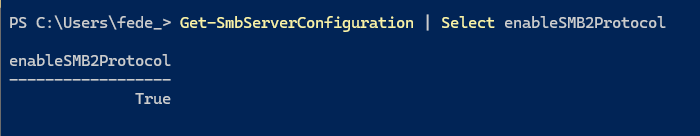 PS C:\Users\fede_> Get-SmbServerConfiguration | Select enableSMB2Protocol
enableSMB2Protocol
------------------
True